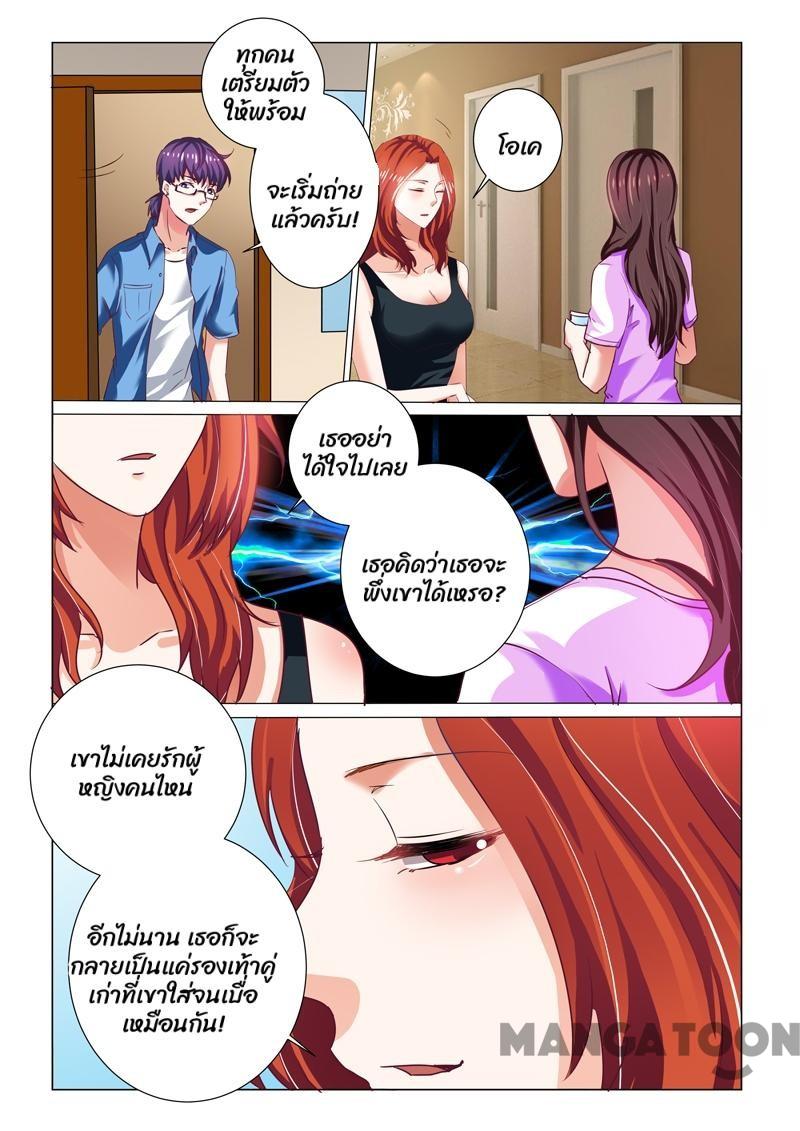 ทุกคน
เตรียมตัว
ให้พร้อม
จะเริ่มถ่าย
แล้วครับ!
โอเค
เธออย่า
ได้ใจไปเลย
เธอคิดว่าเธอจะ
พึ่งเขาได้เหรอ?
เขาไม่เคยรักผู้
หญิงคนไหน
อีกไม่นาน เธอก็จะ
กลายเป็นแค่รองเท้าคู่
เก่าที่เขาใส่จนเบื่อ
เหมือนกัน!
MANGATOON